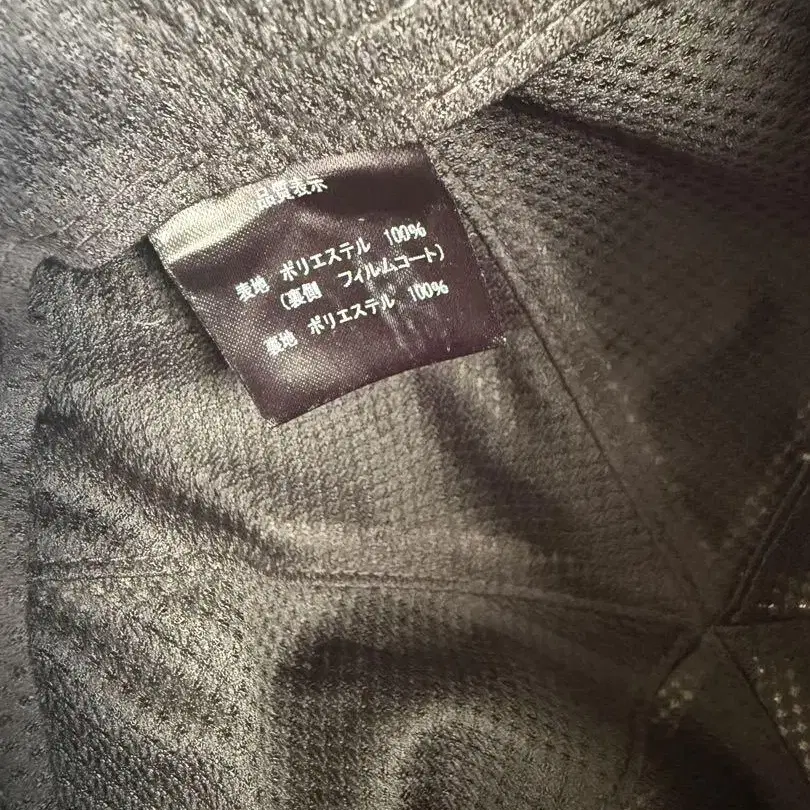 品質表示
表地 ポリエステル 100%
(裏側 フィルムコート)
裏地 ポリエステル 100%